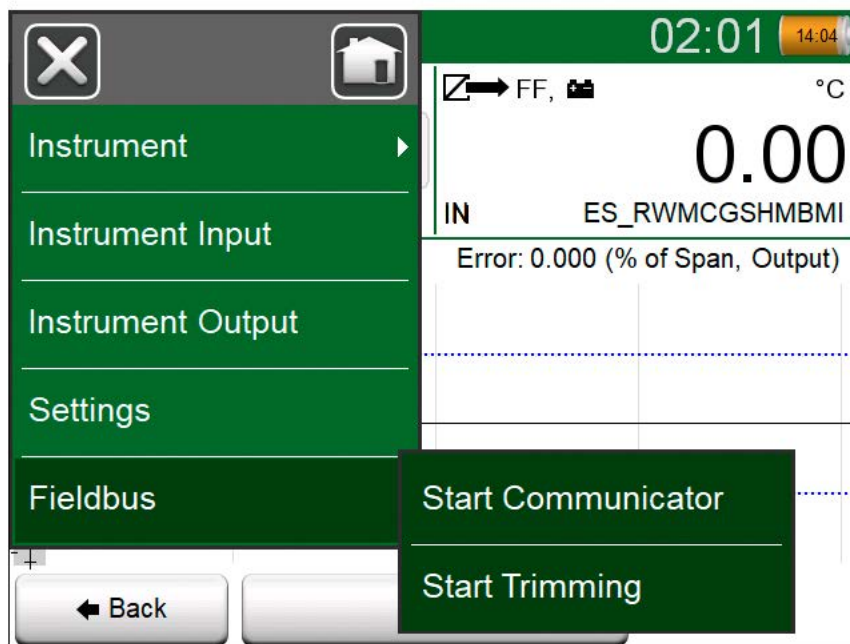 02:01
14:04
Instrument
Instrument Input
Instrument Output
Settings
Fieldbus
FF,
°C
0.00
IN ES_RWMCGSHMBMI
Error: 0.000 (% of Span, Output)
Start Communicator
Start Trimming
Back